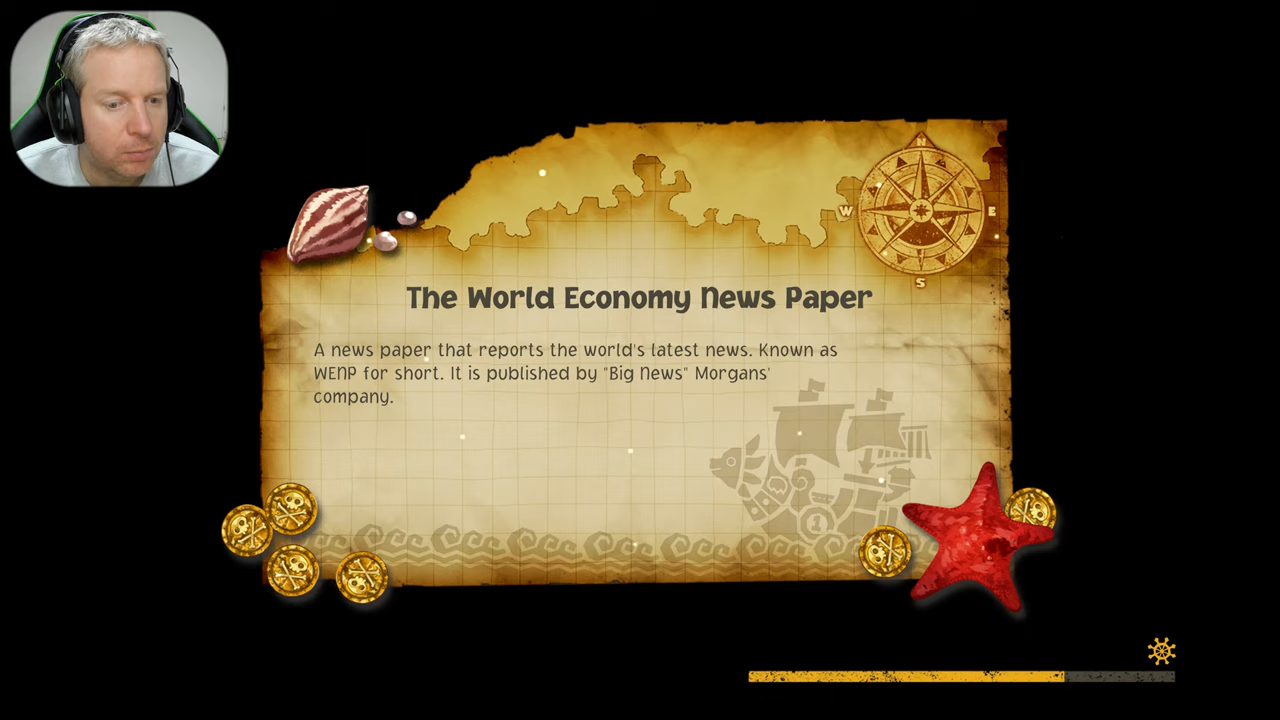 N
W
E
S
The World Economy News Paper
A news paper that reports the world's latest news. Known as
WENP for short. It is published by "Big News" Morgans'
company.
1